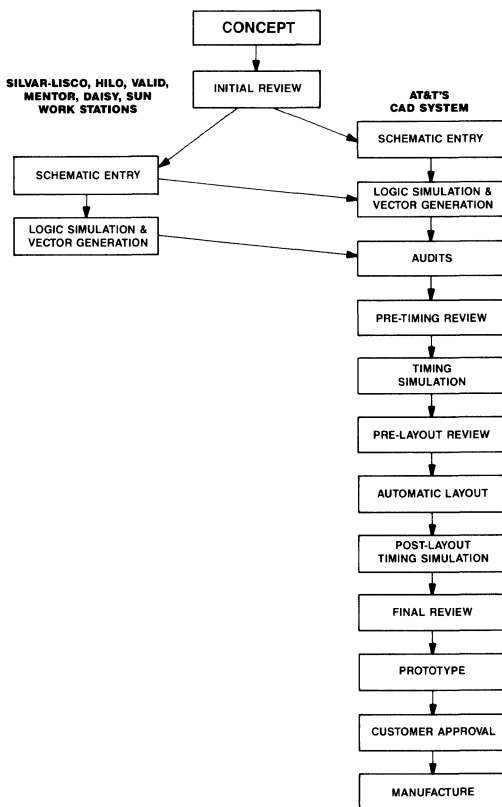 CONCEPT
INITIAL REVIEW
SILVAR-LISCO, HILO, VALID,
MENTOR, DAISY, SUN
WORK STATIONS
AT&T'S
CAD SYSTEM
SCHEMATIC ENTRY
LOGIC SIMULATION &
VECTOR GENERATION
SCHEMATIC ENTRY
LOGIC SIMULATION &
VECTOR GENERATION
AUDITS
PRE-TIMING REVIEW
TIMING
SIMULATION
PRE-LAYOUT REVIEW
AUTOMATIC LAYOUT
POST-LAYOUT
TIMING SIMULATION
FINAL REVIEW
PROTOTYPE
CUSTOMER APPROVAL
MANUFACTURE